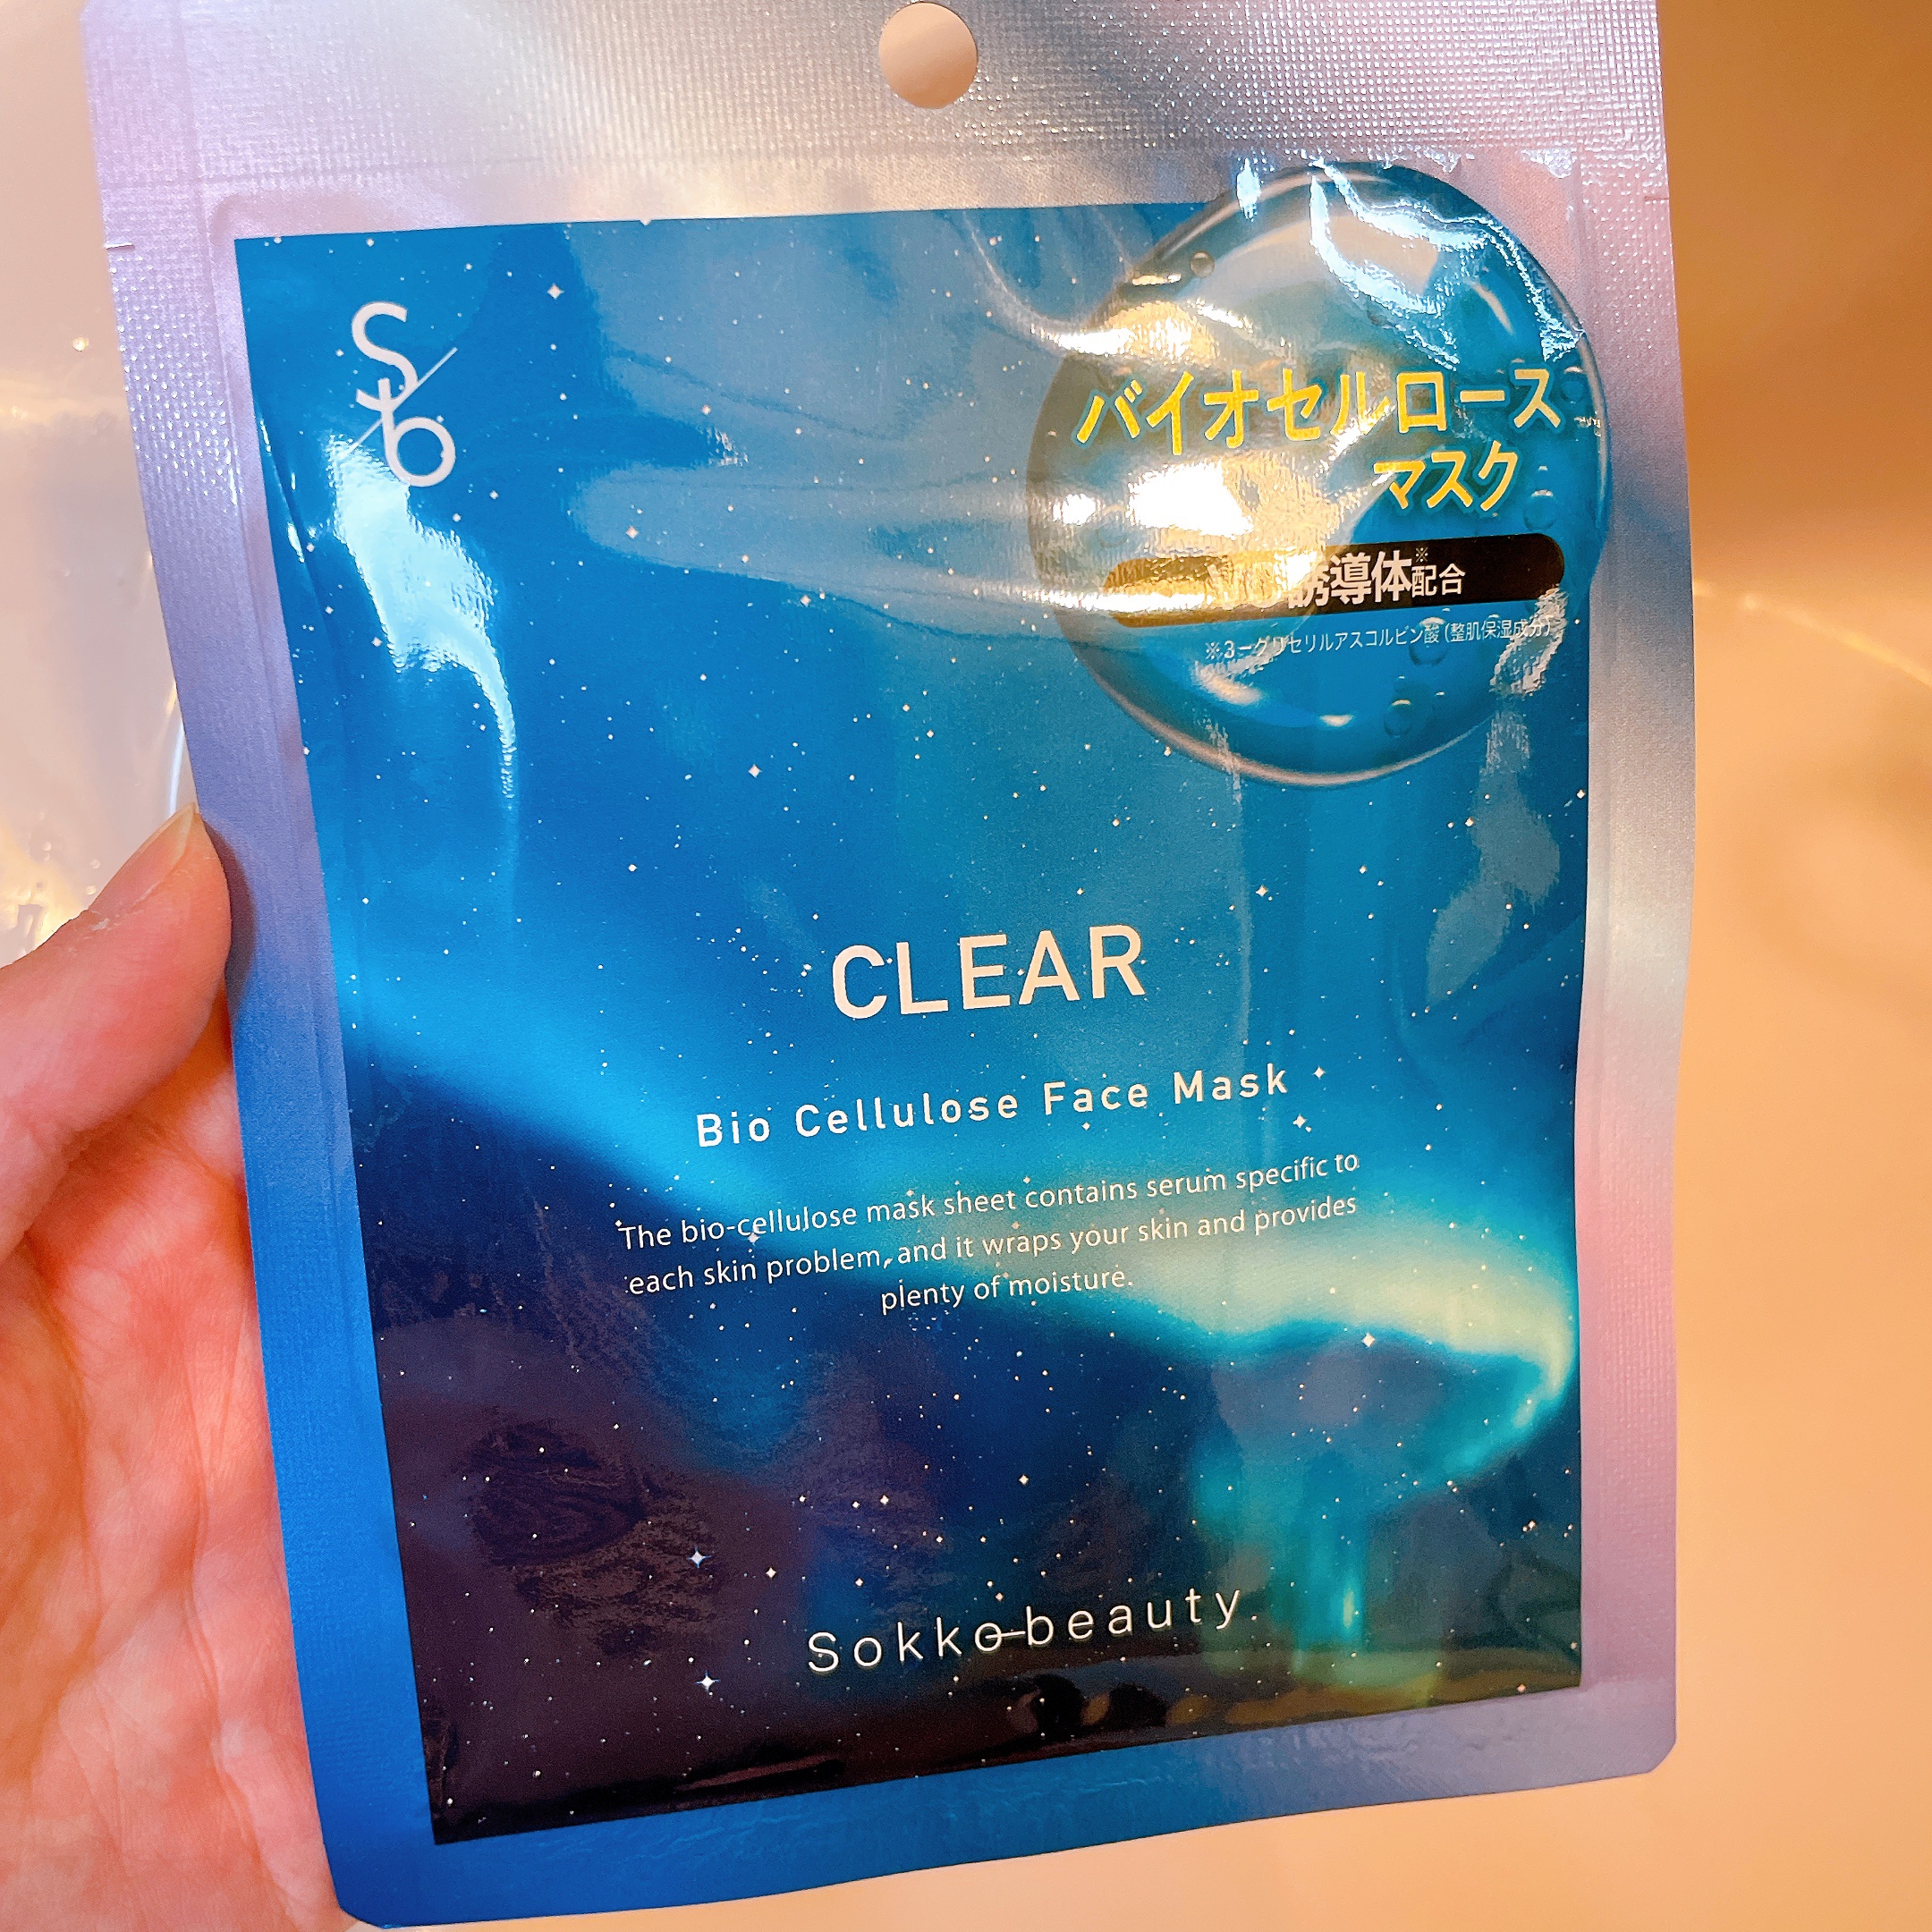 Sb
バイオセルロース
マスク
誘導体※配合
※3-グリセリルアスコルビン酸(整肌保湿成分)
CLEAR
Bio Cellulose Face Mask
The bio-cellulose mask sheet contains serum specific to
each skin problem, and it wraps your skin and provides
plenty of moisture.
Sokko-beauty